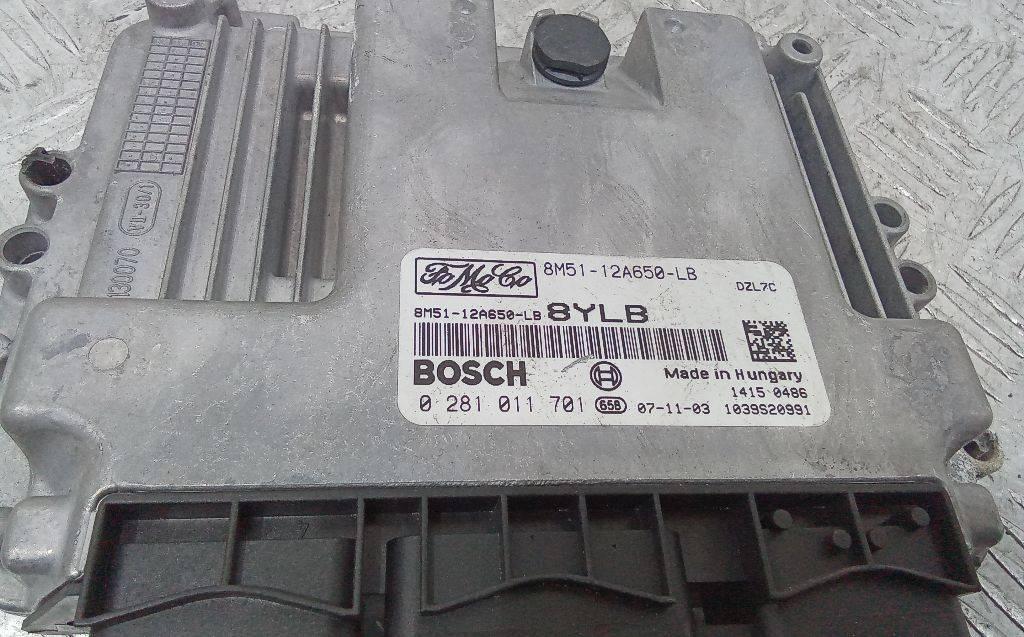 FoMoCo 8M51-12A650-LB
DZL7C
8M51-12A650-LB 8YLB
BOSCH Made in Hungary
1415 0486
0 281 011 701 658 07-11-03 1039S20991
130070